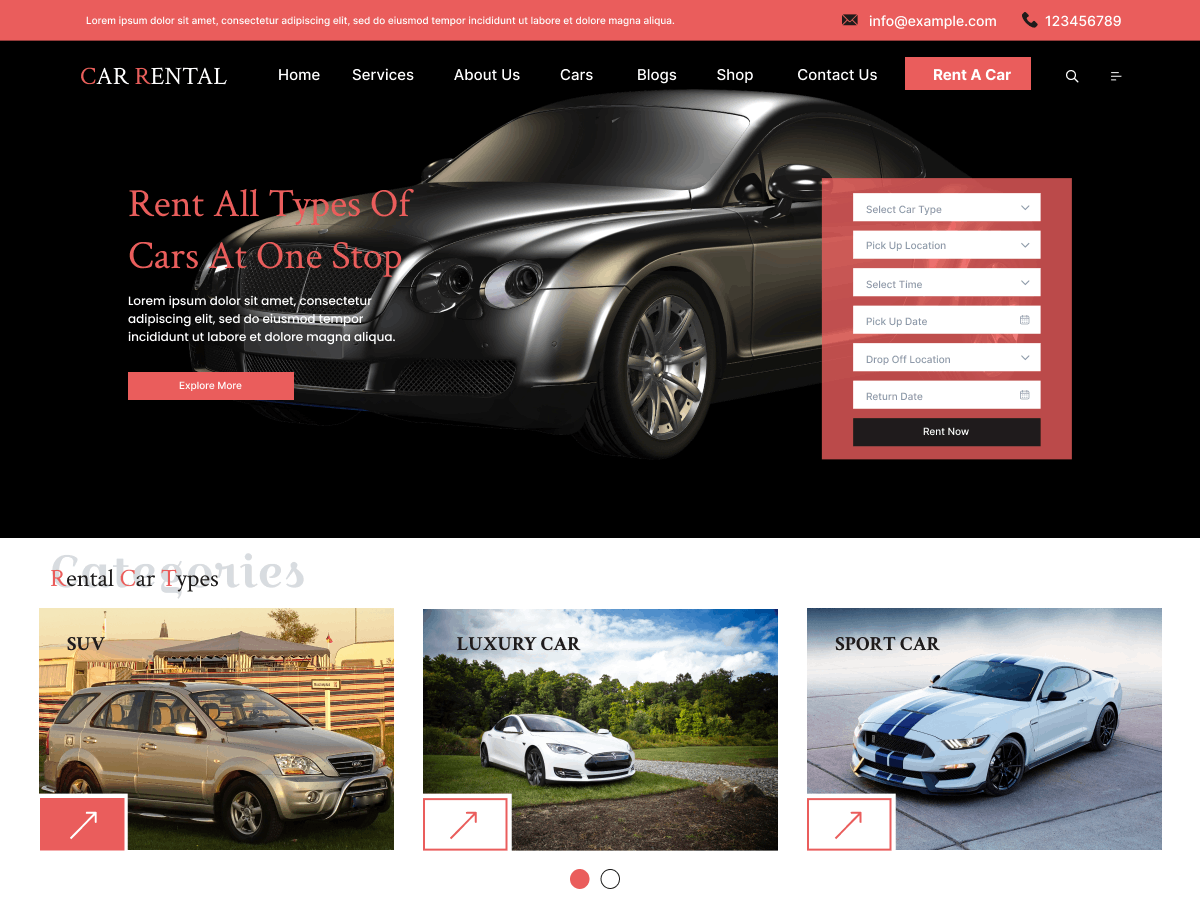 Lorem ipsum dolor sit amet, consectetur adipiscing elit, sed do eiusmod tempor incididunt ut labore et dolore magna aliqua.
info@example.com
123456789
CAR RENTAL
Home
Services
About Us
Cars
Blogs
Shop
Contact Us
Rent A Car
Rent All Types Of
Cars At One Stop
Lorem ipsum dolor sit amet, consectetur
adipiscing elit, sed do eiusmod tempor
incididunt ut labore et dolore magna aliqua.
Explore More
Select Car Type
Pick Up Location
Select Time
Pick Up Date
Drop Off Location
Return Date
Rent Now
Categories
Rental Car Types
SUV
LUXURY CAR
SPORT CAR